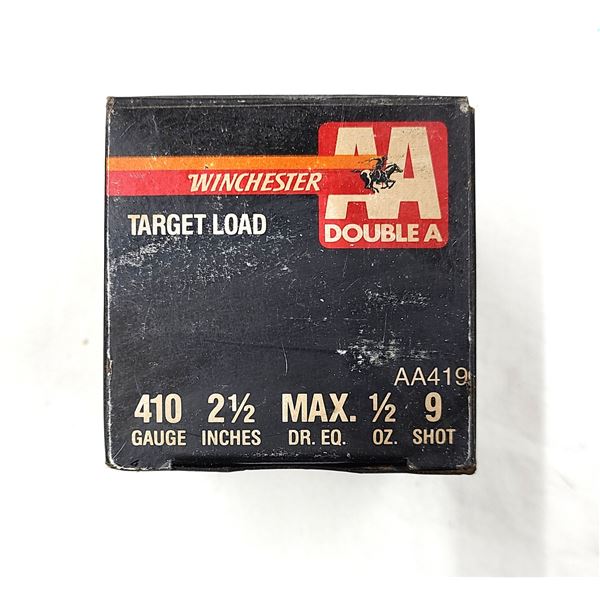 AA
WINCHESTER
DOUBLE A
TARGET LOAD
AA419
410 2½ MAX. ½ 9
GAUGE INCHES DR. EQ. OZ. SHOT